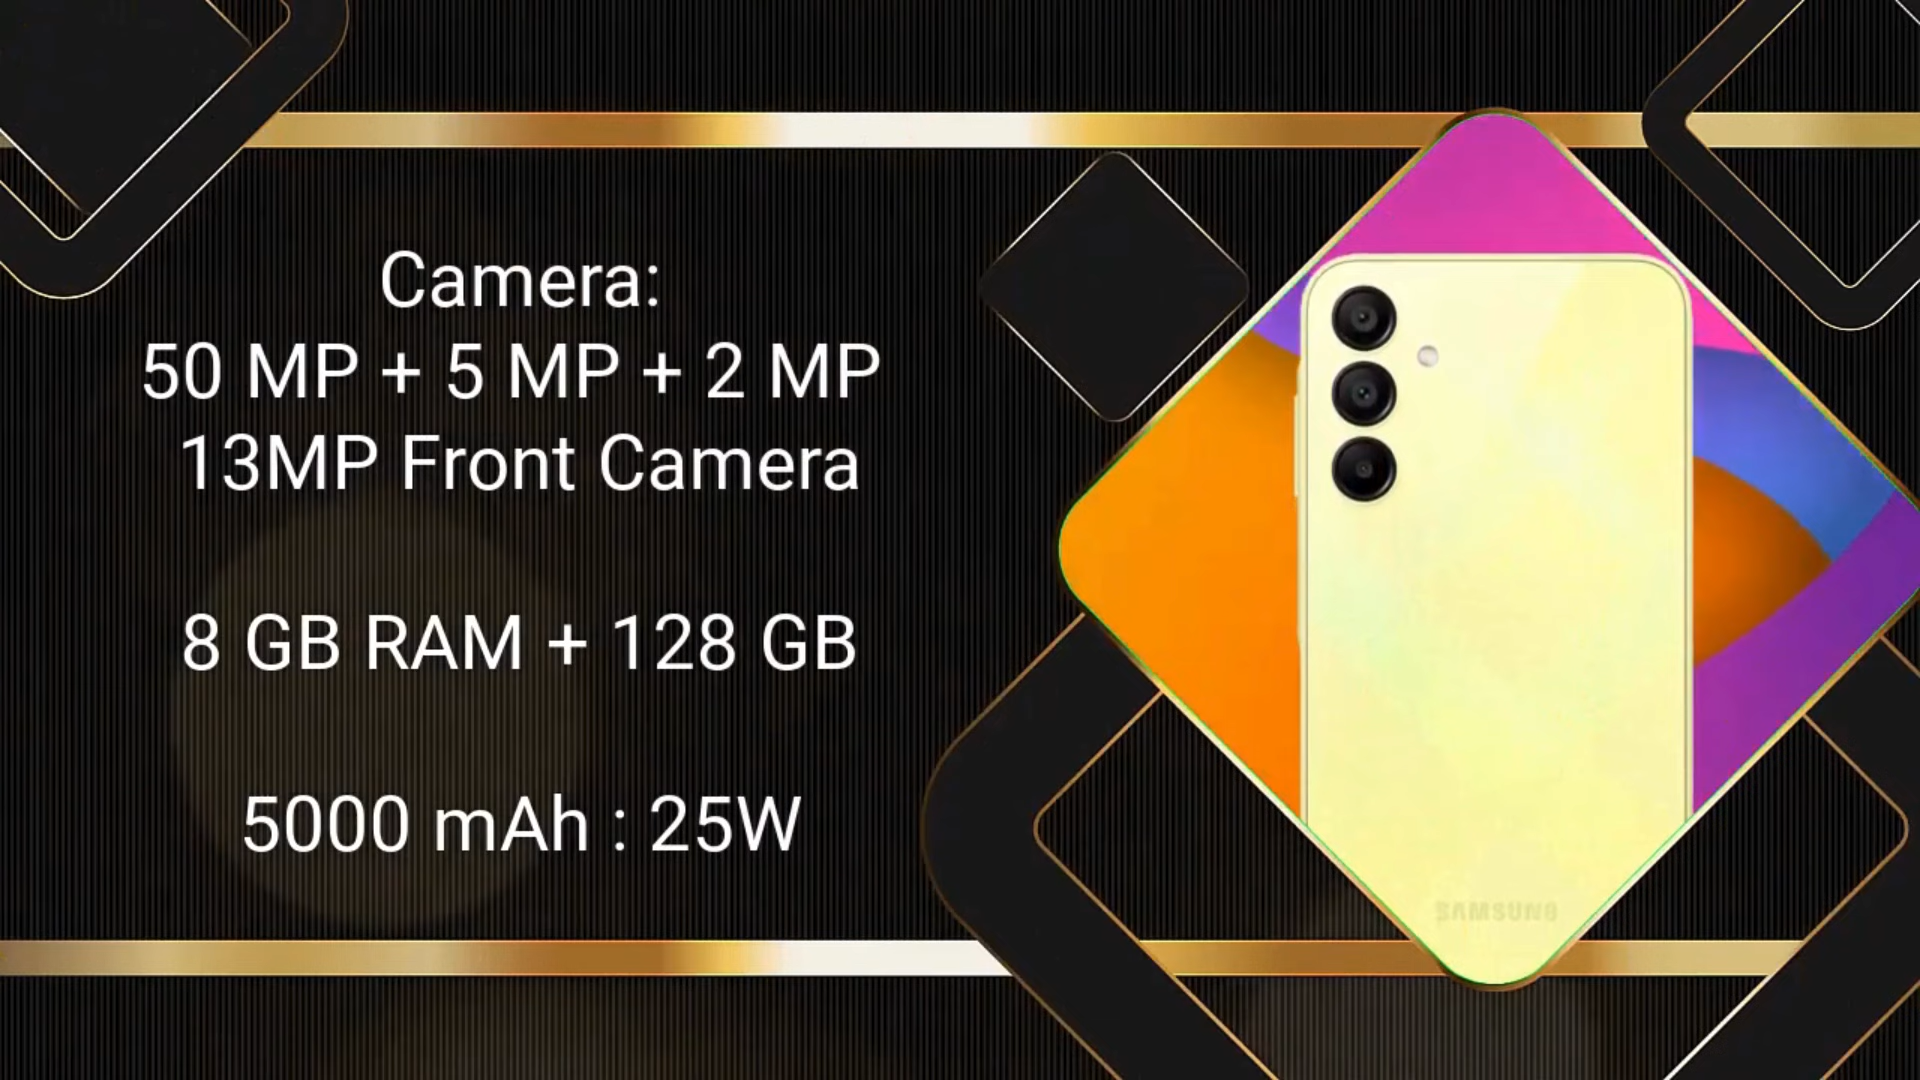 Camera:
50 MP + 5 MP + 2 MP
13MP Front Camera
8 GB RAM + 128 GB
5000 mAh : 25W
SAMSUNG